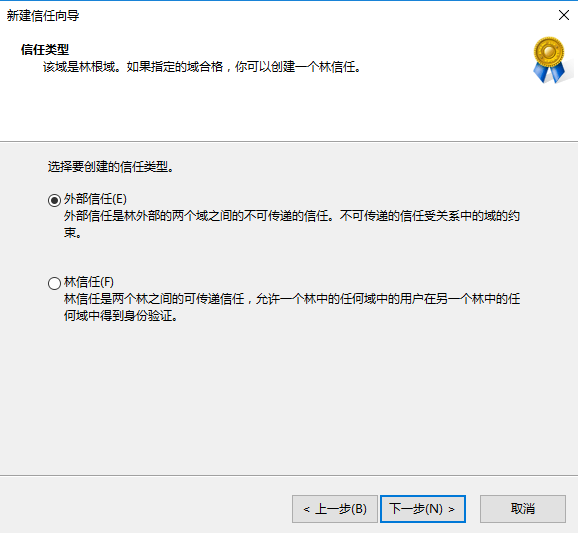 新建信任向导
信任类型
该域是林根域。如果指定的域合格，你可以创建一个林信任。
选择要创建的信任类型。
外部信任(E)
外部信任是林外部的两个域之间的不可传递的信任。不可传递的信任受关系中的域的约
束。
林信任(F)
林信任是两个林之间的可传递信任，允许一个林中的任何域中的用户在另一个林中的任
何域中得到身份验证。
< 上一步(B) 下一步(N) > 取消